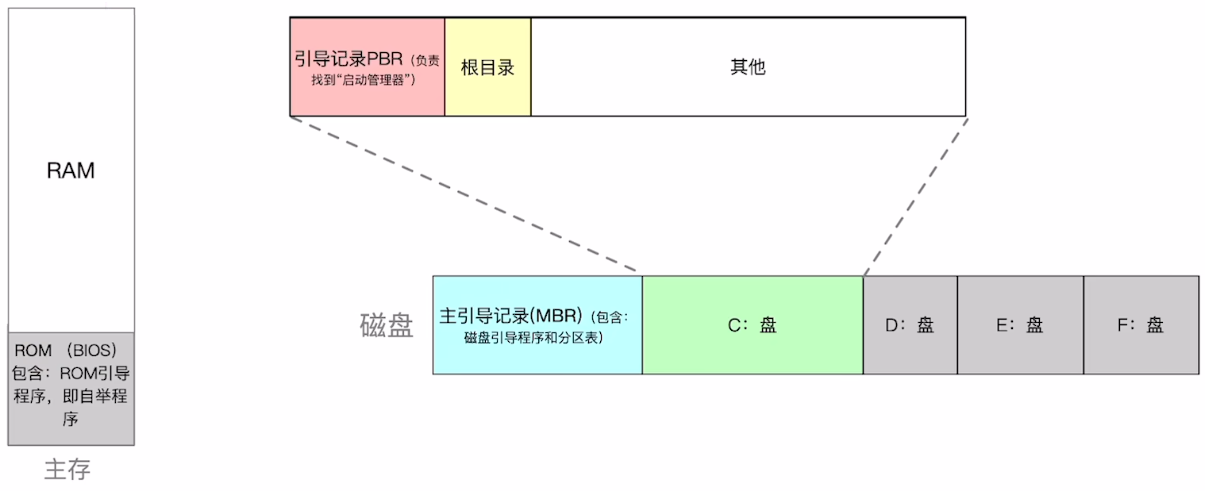 RAM
ROM （BIOS）
包含：ROM引导
程序，即自举程
序
主存
引导记录PBR（负责
找到“启动管理器”）
根目录
其他
磁盘
主引导记录(MBR)（包含：
磁盘引导程序和分区表）
C：盘
D：盘
E：盘
F：盘